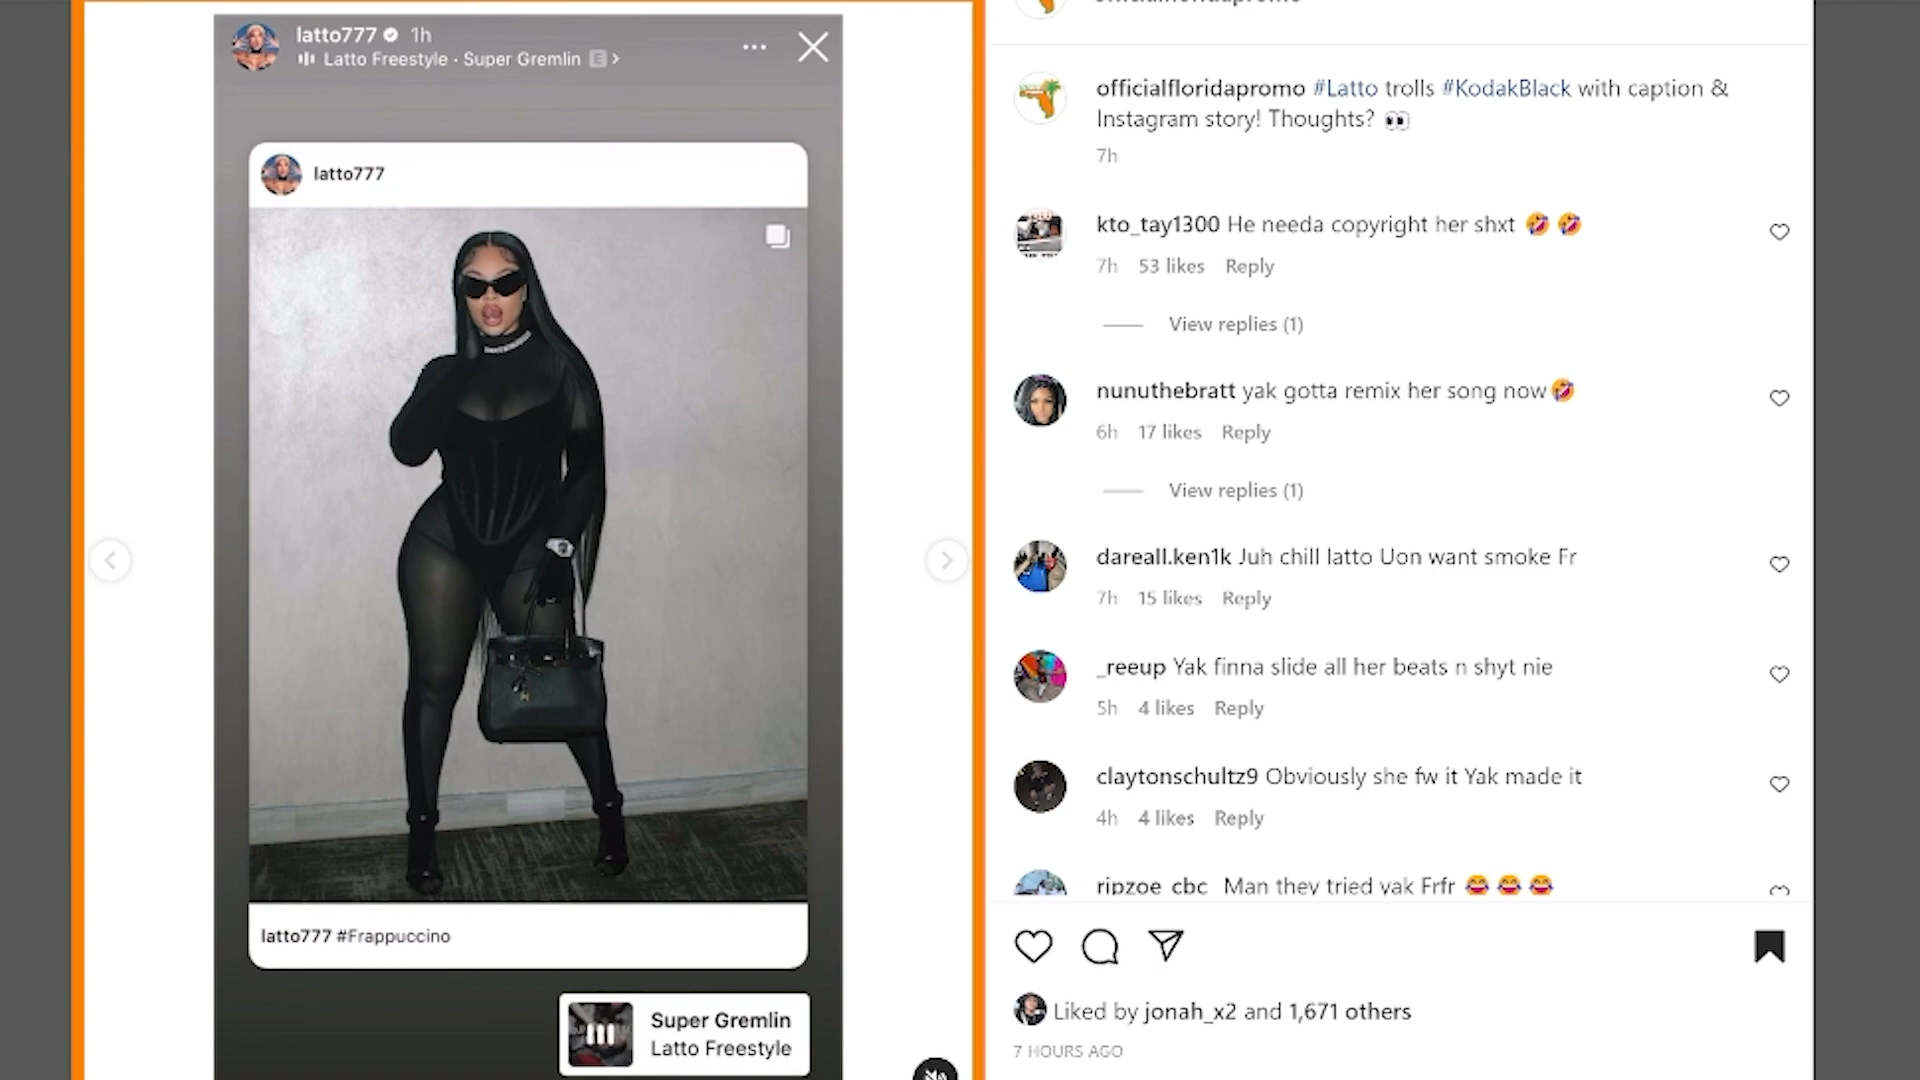 latto777 1h
Latto Freestyle · Super Gremlin E >
latto777
latto777 #Frappuccino
Super Gremlin
Latto Freestyle
officialfloridapromo #Latto trolls #KodakBlack with caption &
Instagram story! Thoughts? 👀
7h
kto_tay1300 He needa copyright her shxt 🤣 🤣
7h 53 likes Reply
View replies (1)
nunuthebratt yak gotta remix her song now🤣
6h 17 likes Reply
View replies (1)
dareall.ken1k Juh chill latto Uon want smoke Fr
7h 15 likes Reply
_reeup Yak finna slide all her beats n shyt nie
5h 4 likes Reply
claytonschultz9 Obviously she fw it Yak made it
4h 4 likes Reply
ripzoe_cbc_ Man they tried yak Frfr 😂 😂 😂
Liked by jonah_x2 and 1,671 others
7 HOURS AGO